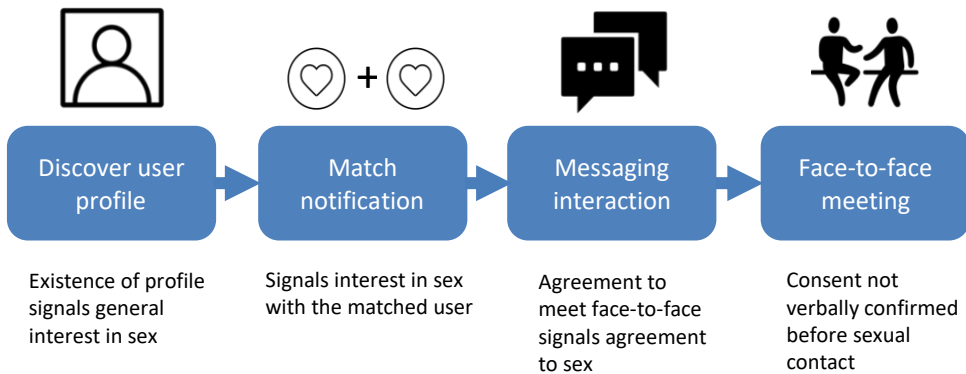 +
Discover user
profile
Match
notification
Messaging
interaction
Face-to-face
meeting
Existence of profile
signals general
interest in sex
Signals interest in sex
with the matched user
Agreement to
meet face-to-face
signals agreement
to sex
Consent not
verbally confirmed
before sexual
contact